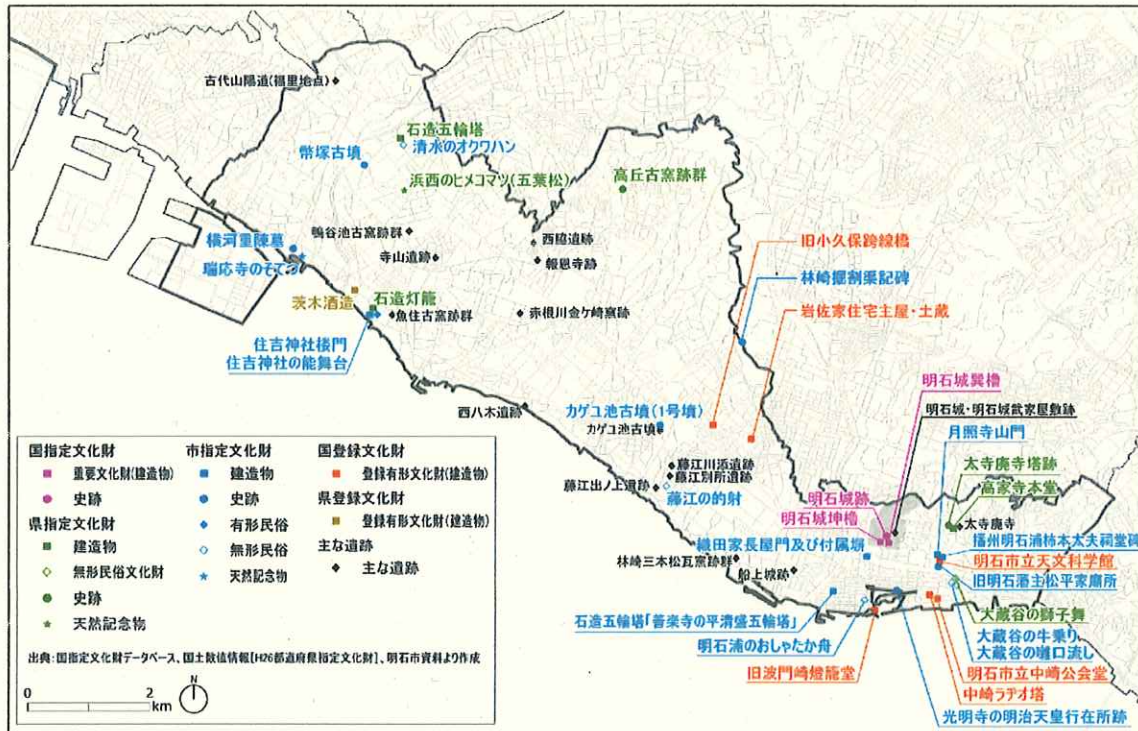 古代山陽道(福里地点)
石造五輪塔
清水のオクワハン
幣塚古墳
浜西のヒメコマツ(五葉松)
高丘古窯跡群
鴨谷池古窯跡群
西脇遺跡
旧小久保跨線橋
横河重陳墓
寺山遺跡
報恩寺跡
瑞応寺のそてつ
林崎掘割渠記碑
茨木酒造
石造灯籠
魚住古窯跡群
赤根川金ケ崎窯跡
岩佐家住宅主屋・土蔵
住吉神社楼門
住吉神社の能舞台
明石城巽櫓
西八木遺跡
カゲユ池古墳(1号墳)
カゲユ池古墳
明石城・明石城武家屋敷跡
月照寺山門
太寺廃寺塔跡
藤江川添遺跡
藤江別所遺跡
高家寺本堂
藤江出ノ上遺跡
藤江の的射
明石城跡
明石城坤櫓
太寺廃寺
織田家長屋門及び付属塀
播州明石浦柿本太夫祠堂碑
明石市立天文科学館
林崎三本松瓦窯跡群
船上城跡
旧明石藩主松平家廟所
大蔵谷の獅子舞
石造五輪塔「善楽寺の平清盛五輪塔」
明石浦のおしゃたか舟
大蔵谷の牛乗り
大蔵谷の囃口流し
旧波門崎燈籠堂
明石市立中崎公会堂
中崎ラヂオ塔
光明寺の明治天皇行在所跡
国指定文化財
重要文化財(建造物)
史跡
県指定文化財
建造物
無形民俗文化財
史跡
天然記念物
市指定文化財
建造物
史跡
有形民俗
無形民俗
天然記念物
国登録文化財
登録有形文化財(建造物)
県登録文化財
登録有形文化財(建造物)
主な遺跡
主な遺跡
出典:国指定文化財データベース、国土数値情報[H26都道府県指定文化財]、明石市資料より作成
0 2
km
N